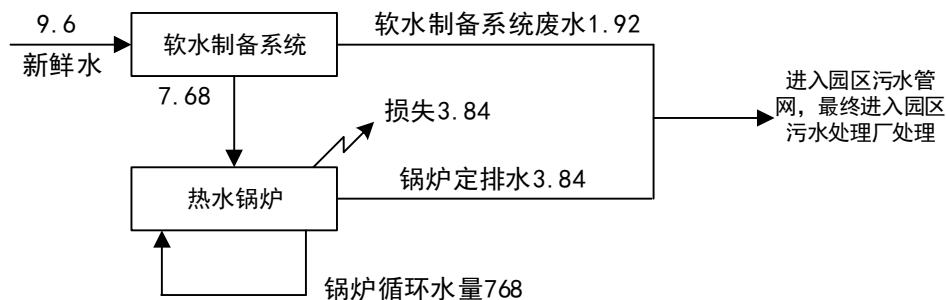 9.6
新鲜水
软水制备系统
软水制备系统废水1.92
7.68
损失3.84
进入园区污水管
网，最终进入园区
污水处理厂处理
热水锅炉
锅炉定排水3.84
锅炉循环水量768